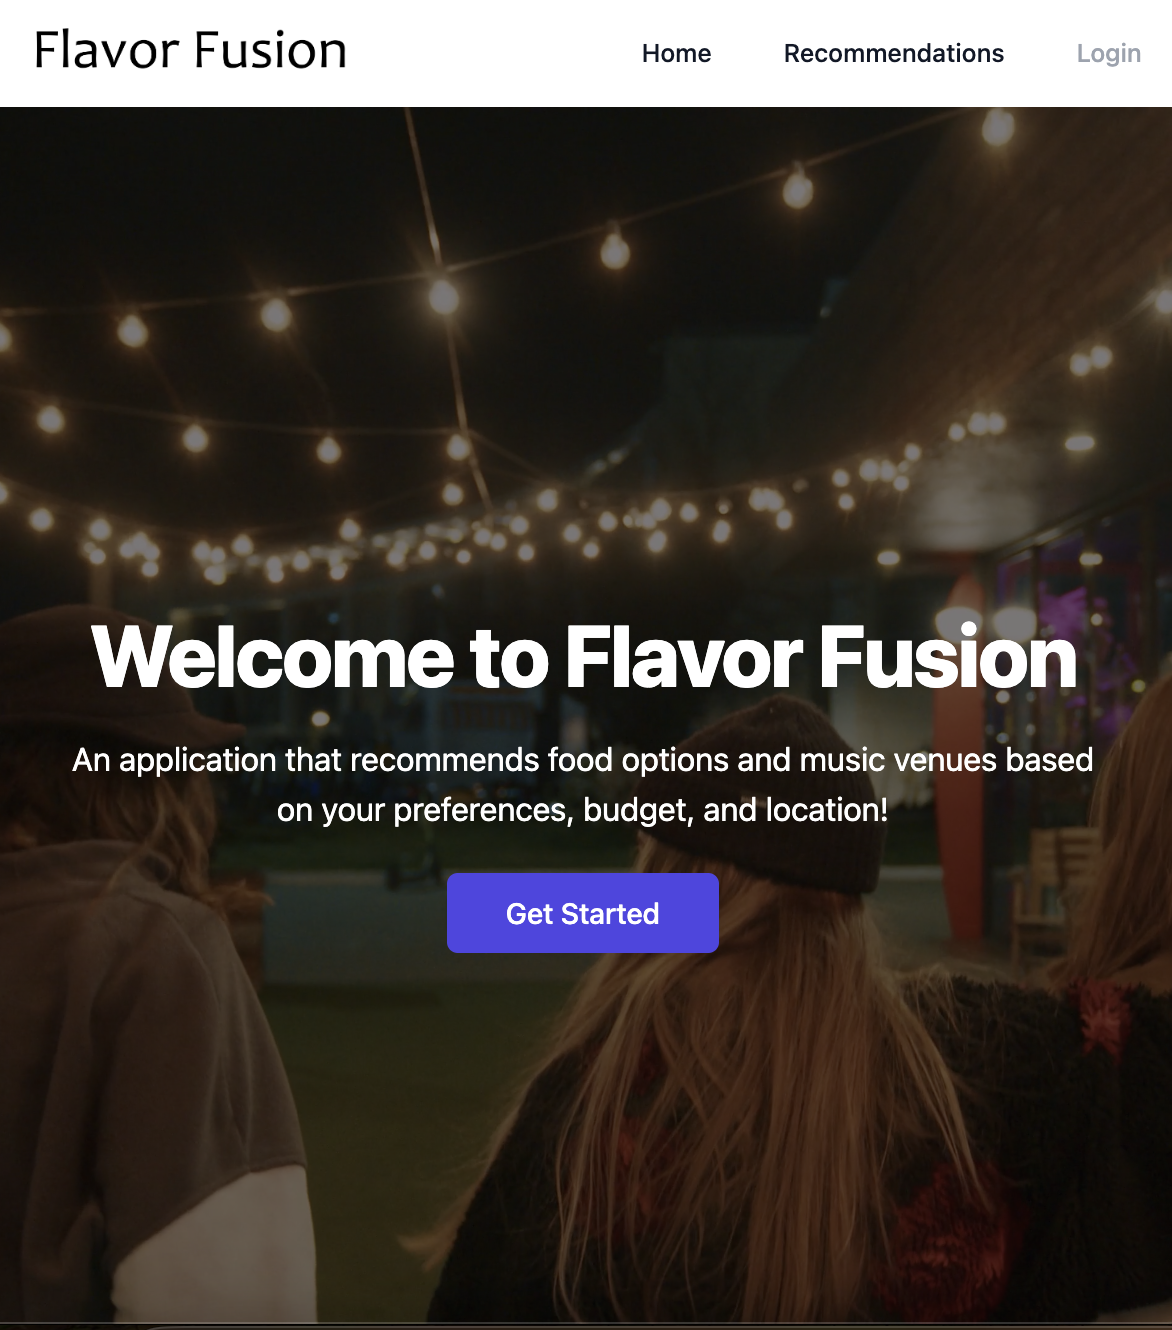 Flavor Fusion
Home
Recommendations
Login
Welcome to Flavor Fusion
An application that recommends food options and music venues based
on your preferences, budget, and location!
Get Started